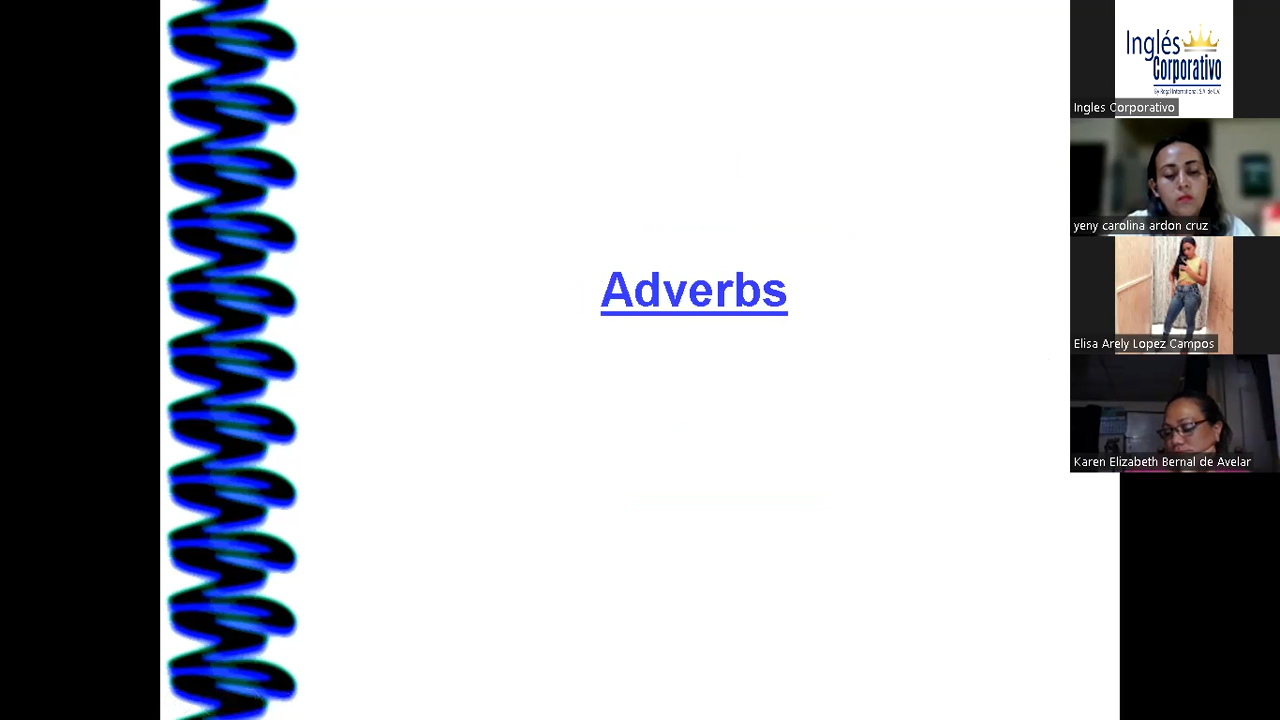 Adverbs
Inglés
Corporativo
Ingles Corporativo
yeny carolina ardon cruz
Elisa Arely Lopez Campos
Karen Elizabeth Bernal de Avelar